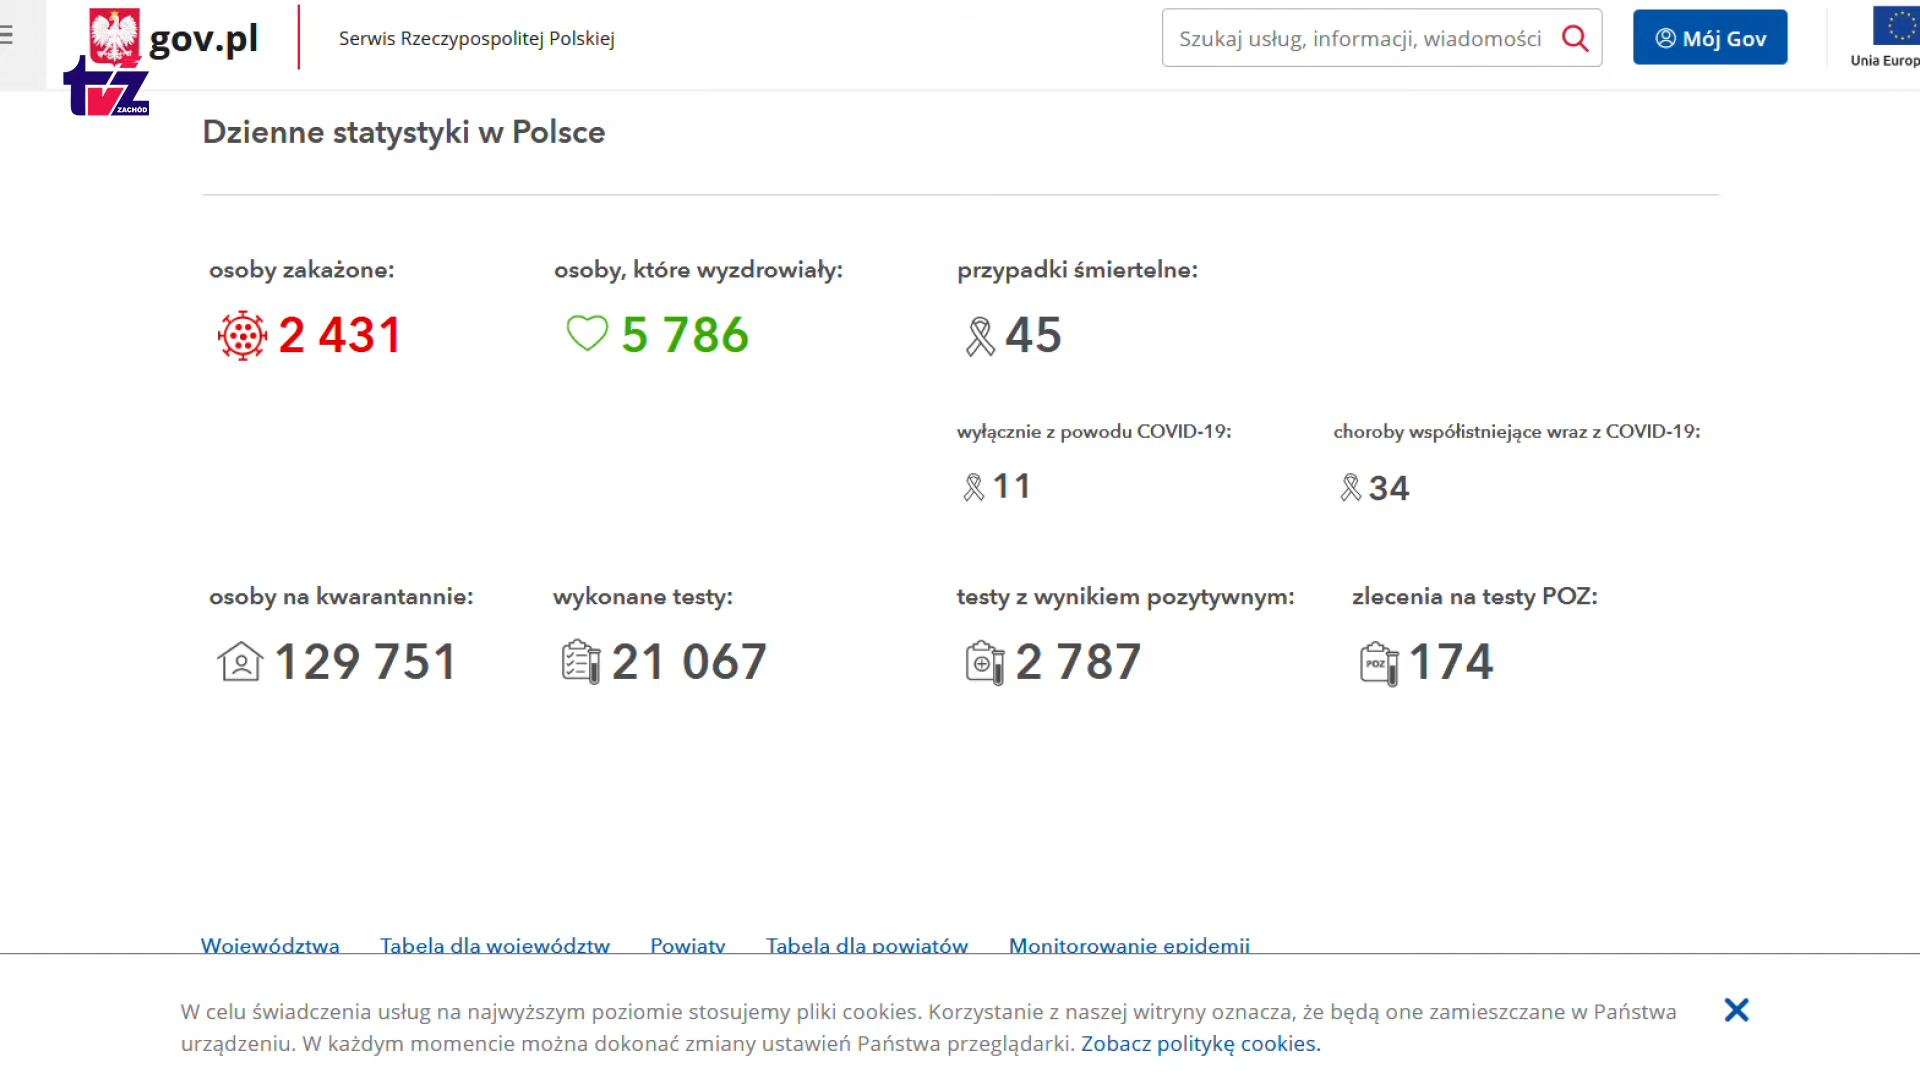 gov.pl
Serwis Rzeczypospolitej Polskiej
Szukaj usług, informacji, wiadomości
Mój Gov
Unia Europ
tvz
ZACHÓD
Dzienne statystyki w Polsce
osoby zakażone:
osoby, które wyzdrowiały:
przypadki śmiertelne:
2 431
5 786
45
wyłącznie z powodu COVID-19:
choroby współistniejące wraz z COVID-19:
11
34
osoby na kwarantannie:
wykonane testy:
testy z wynikiem pozytywnym:
zlecenia na testy POZ:
129 751
21 067
2 787
POZ
174
Województwa
Tabela dla województw
Powiaty
Tabela dla powiatów
Monitorowanie epidemii
W celu świadczenia usług na najwyższym poziomie stosujemy pliki cookies. Korzystanie z naszej witryny oznacza, że będą one zamieszczane w Państwa
urządzeniu. W każdym momencie można dokonać zmiany ustawień Państwa przeglądarki. Zobacz politykę cookies.